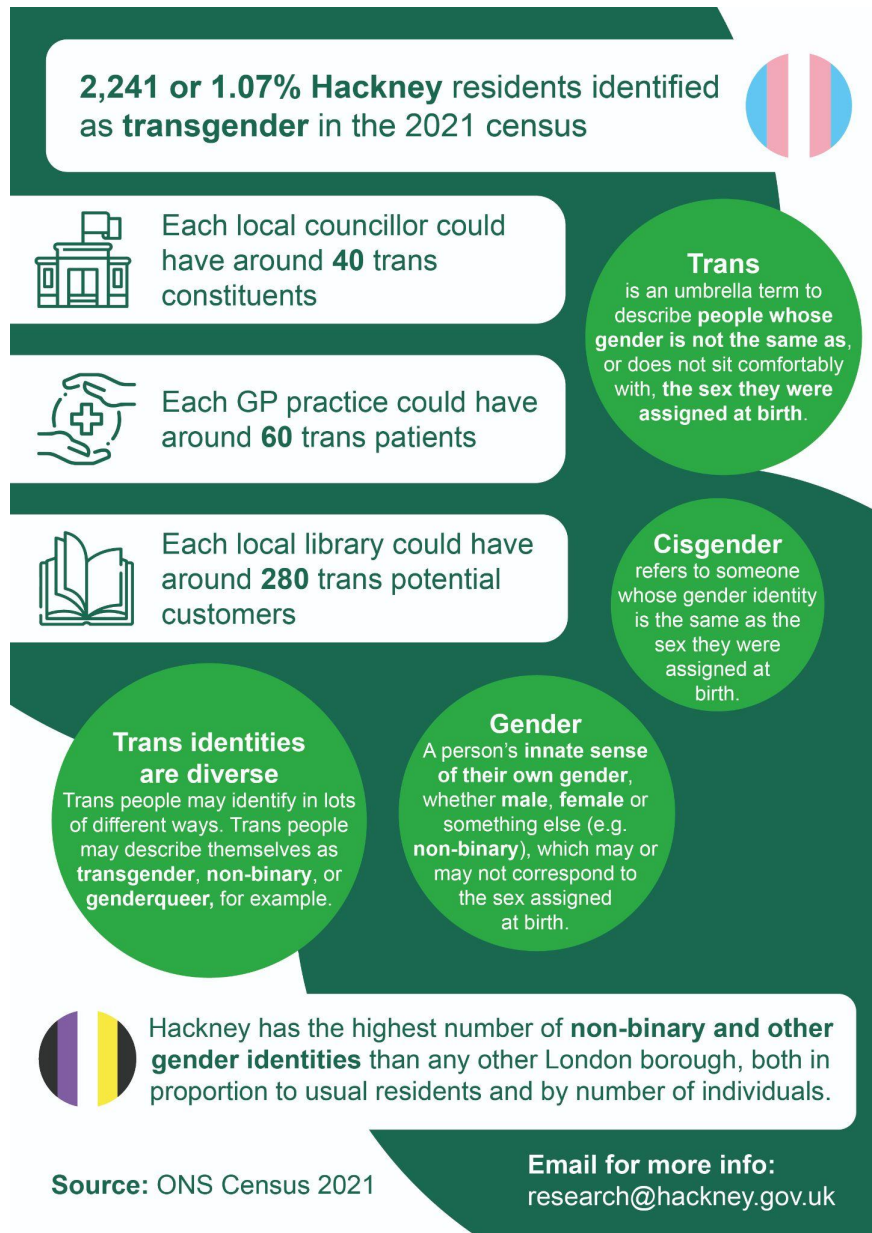 2,241 or 1.07% Hackney residents identified
as transgender in the 2021 census
Each local councillor could
have around 40 trans
constituents
Trans
is an umbrella term to
describe people whose
gender is not the same as,
or does not sit comfortably
with, the sex they were
assigned at birth.
Each GP practice could have
around 60 trans patients
Each local library could have
around 280 trans potential
customers
Cisgender
refers to someone
whose gender identity
is the same as the
sex they were
assigned at
birth.
Trans identities
are diverse
Trans people may identify in lots
of different ways. Trans people
may describe themselves as
transgender, non-binary, or
genderqueer, for example.
Gender
A person's innate sense
of their own gender,
whether male, female or
something else (e.g.
non-binary), which may or
may not correspond to
the sex assigned
at birth.
Hackney has the highest number of non-binary and other
gender identities than any other London borough, both in
proportion to usual residents and by number of individuals.
Source: ONS Census 2021
Email for more info:
research@hackney.gov.uk